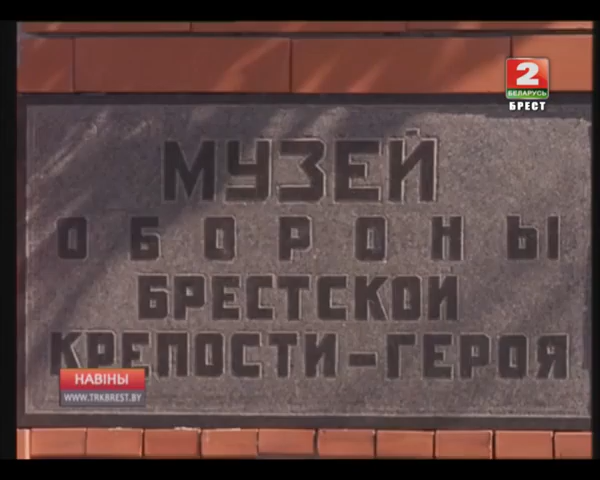 2
БЕЛАРУСЬ
БРЕСТ
МУЗЕЙ
ОБОРОНЫ
БРЕСТСКОЙ
КРЕПОСТИ-ГЕРОЯ
НАВІНЫ
WWW.TRKBREST.BY